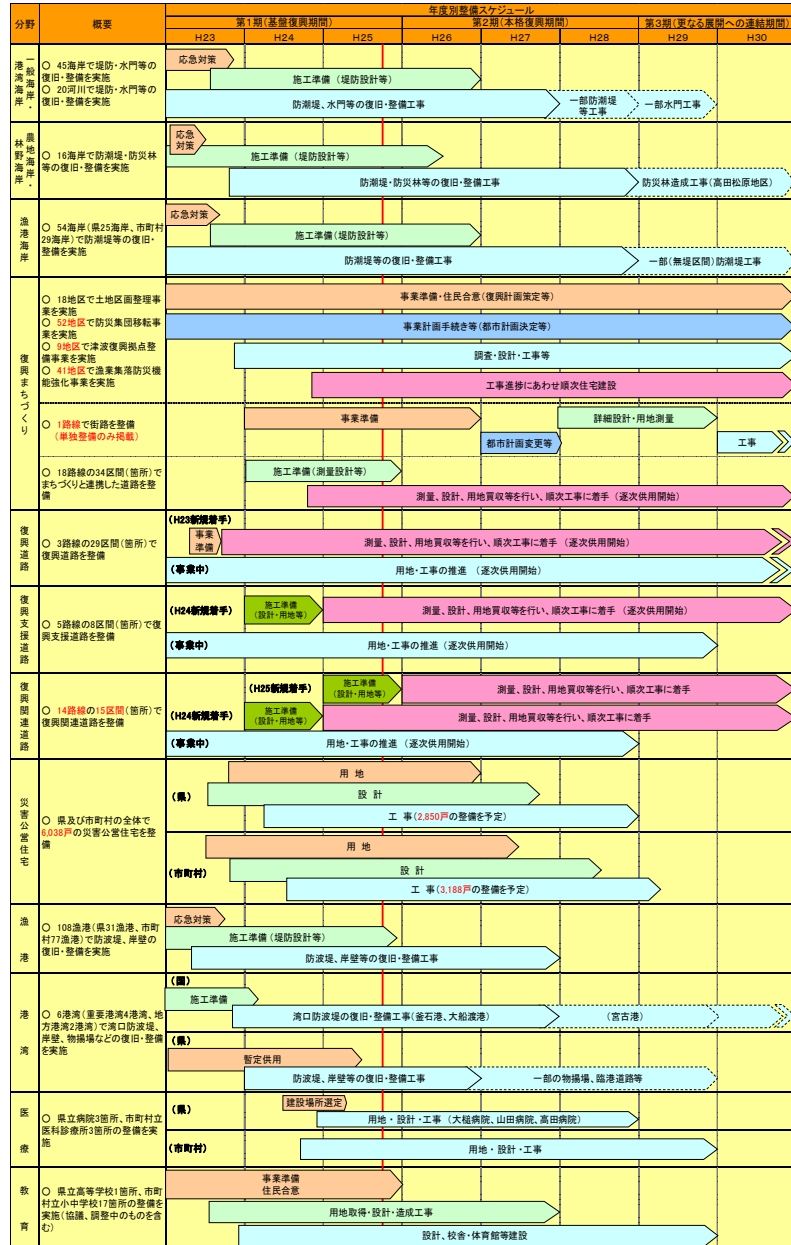 分野
概要
年度別整備スケジュール
第1期(基盤復興期間)
第2期(本格復興期間)
第3期(更なる展開への連結期間)
H23
H24
H25
H26
H27
H28
H29
H30
一般海岸・港湾海岸
○ 45海岸で堤防・水門等の
復旧・整備を実施
○ 20河川で堤防・水門等の
復旧・整備を実施
応急対策
施工準備(堤防設計等)
防潮堤、水門等の復旧・整備工事
一部防潮堤
等工事
一部水門工事
農地海岸・林野海岸
○ 16海岸で防潮堤・防災林
等の復旧・整備を実施
応急
対策
施工準備(堤防設計等)
防潮堤・防災林等の復旧・整備工事
防災林造成工事(高田松原地区)
漁港海岸
○ 54海岸(県25海岸、市町村
29海岸)で防潮堤等の復旧・
整備を実施
応急対策
施工準備(堤防設計等)
防潮堤等の復旧・整備工事
一部(無堤区間)防潮堤工事
復興まちづくり
○ 18地区で土地区画整理事
業を実施
○ 52地区で防災集団移転事
業を実施
○ 9地区で津波復興拠点整
備事業を実施
○ 41地区で漁業集落防災機
能強化事業を実施
事業準備・住民合意(復興計画策定等)
事業計画手続き等(都市計画決定等)
調査・設計・工事等
工事進捗にあわせ順次住宅建設
○ 1路線で街路を整備
(単独整備のみ掲載)
事業準備
都市計画変更等
詳細設計・用地測量
工事
○ 18路線の34区間(箇所)で
まちづくりと連携した道路を整
備
施工準備(測量設計等)
測量、設計、用地買収等を行い、順次工事に着手 (逐次供用開始)
復興道路
○ 3路線の29区間(箇所)で
復興道路を整備
(H23新規着手)
事業
準備
測量、設計、用地買収等を行い、順次工事に着手 (逐次供用開始)
(事業中)
用地・工事の推進 (逐次供用開始)
復興支援道路
○ 5路線の8区間(箇所)で復
興支援道路を整備
(H24新規着手)
施工準備
(設計・用地等)
測量、設計、用地買収等を行い、順次工事に着手 (逐次供用開始)
(事業中)
用地・工事の推進 (逐次供用開始)
復興関連道路
○ 14路線の15区間(箇所)で
復興関連道路を整備
(H25新規着手)
施工準備
(設計・用地等)
測量、設計、用地買収等を行い、順次工事に着手
(H24新規着手)
施工準備
(設計・用地等)
測量、設計、用地買収等を行い、順次工事に着手
(事業中)
用地・工事の推進 (逐次供用開始)
災害公営住宅
○ 県及び市町村の全体で
6,038戸の災害公営住宅を整
備
(県)
用 地
設 計
工 事(2,850戸の整備を予定)
(市町村)
用 地
設 計
工 事(3,188戸の整備を予定)
漁港
○ 108漁港(県31漁港、市町
村77漁港)で防波堤、岸壁の
復旧・整備を実施
応急対策
施工準備(堤防設計等)
防波堤、岸壁等の復旧・整備工事
港湾
○ 6港湾(重要港湾4港湾、地
方港湾2港湾)で湾口防波堤、
岸壁、物揚場などの復旧・整備
を実施
(国)
施工準備
湾口防波堤の復旧・整備工事(釜石港、大船渡港)
(宮古港)
(県)
暫定供用
防波堤、岸壁等の復旧・整備工事
一部の物揚場、臨港道路等
医療
○ 県立病院3箇所、市町村立
医科診療所3箇所の整備を実
施
(県)
建設場所選定
用地・設計・工事 (大槌病院、山田病院、高田病院)
(市町村)
用地・設計・工事
教育
○ 県立高等学校1箇所、市町
村立小中学校17箇所の整備を
実施(協議、調整中のものを含
む)
事業準備
住民合意
用地取得・設計・造成工事
設計、校舎・体育館等建設